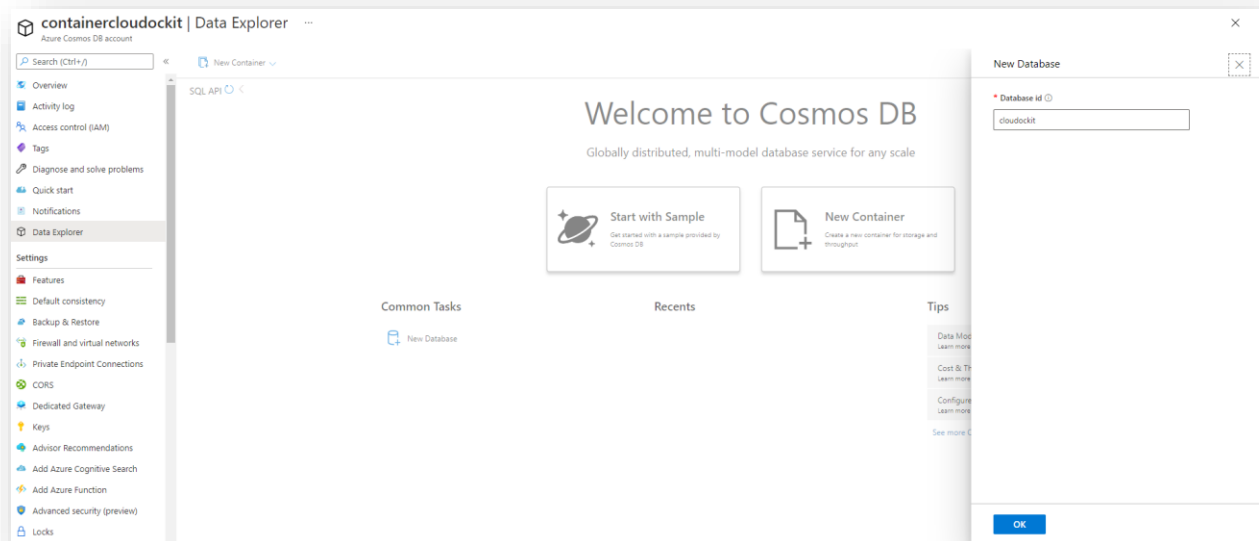 containercloudockit | Data Explorer ...
Azure Cosmos DB account
Search (Ctrl+/)
Overview
Activity log
Access control (IAM)
Tags
Diagnose and solve problems
Quick start
Notifications
Data Explorer
Settings
Features
Default consistency
Backup & Restore
Firewall and virtual networks
Private Endpoint Connections
CORS
Dedicated Gateway
Keys
Advisor Recommendations
Add Azure Cognitive Search
Add Azure Function
Advanced security (preview)
Locks
New Container
SQL API
Welcome to Cosmos DB
Globally distributed, multi-model database service for any scale
Start with Sample
Get started with a sample provided by
Cosmos DB
New Container
Create a new container for storage and
throughput
Common Tasks
New Database
Recents
Tips
Data Moc
Learn more
Cost & Th
Learn more
Configure
Learn more
See more C
New Database
* Database id
cloudockit
OK